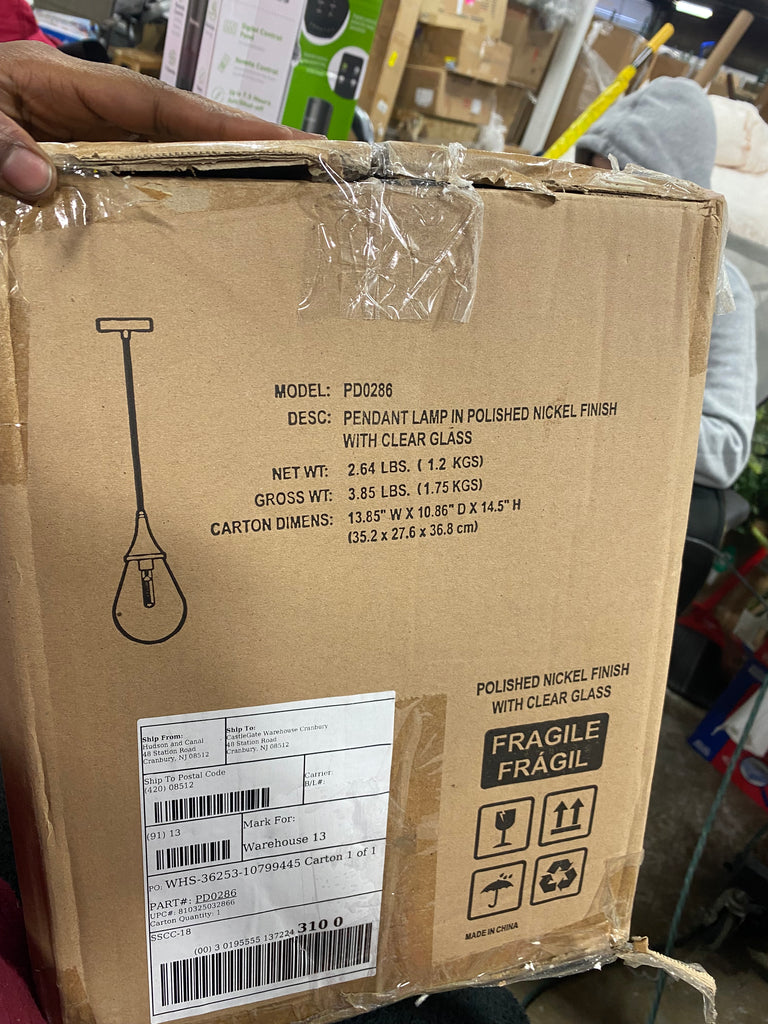 MODEL: PD0286
DESC: PENDANT LAMP IN POLISHED NICKEL FINISH
WITH CLEAR GLASS
NET WT: 2.64 LBS. ( 1.2 KGS)
GROSS WT: 3.85 LBS. (1.75 KGS)
CARTON DIMENS: 13.85" W X 10.86" D X 14.5" H
(35.2 x 27.6 x 36.8 cm)
POLISHED NICKEL FINISH
WITH CLEAR GLASS
FRAGILE
FRÁGIL
MADE IN CHINA
Ship From:
Hudson and Canal
48 Station Road
Cranbury, NJ 08512
Ship To:
CastleGate Warehouse Cranbury
48 Station Road
Cranbury, NJ 08512
Ship To Postal Code
(420) 08512
Carrier:
B/L#:
(91) 13
Mark For:
Warehouse 13
PO: WHS-36253-10799445 Carton 1 of 1
PART#: PD0286
UPC#: 810325032866
Carton Quantity: 1
SSCC-18
(00) 3 0195555 137224 310 0